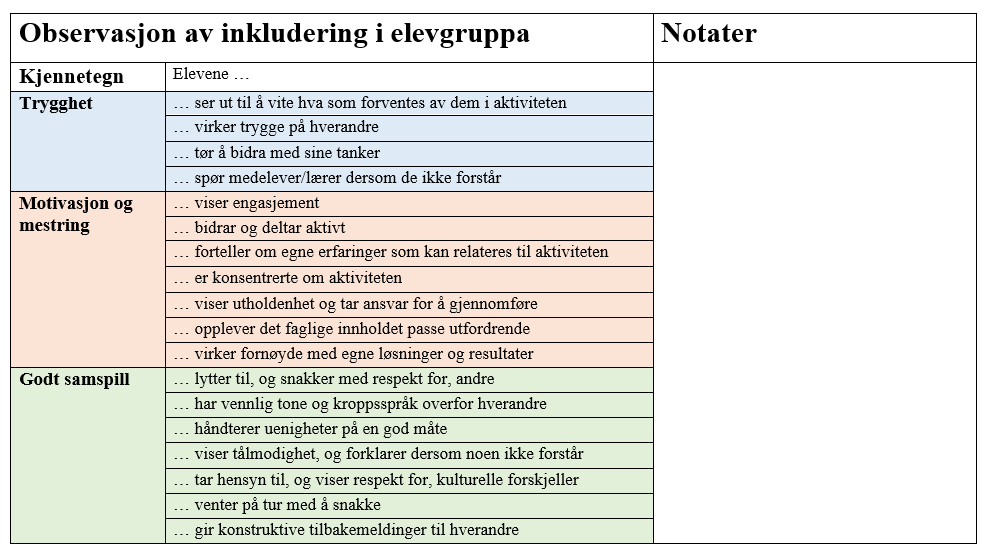 Observasjon av inkludering i elevgruppa
Notater
Kjennetegn
Elevene …
Trygghet
… ser ut til å vite hva som forventes av dem i aktiviteten
… virker trygge på hverandre
… tør å bidra med sine tanker
… spør medelever/lærer dersom de ikke forstår
Motivasjon og
mestring
… viser engasjement
… bidrar og deltar aktivt
… forteller om egne erfaringer som kan relateres til aktiviteten
… er konsentrerte om aktiviteten
… viser utholdenhet og tar ansvar for å gjennomføre
… opplever det faglige innholdet passe utfordrende
… virker fornøyde med egne løsninger og resultater
Godt samspill
… lytter til, og snakker med respekt for, andre
… har vennlig tone og kroppsspråk overfor hverandre
… håndterer uenigheter på en god måte
… viser tålmodighet, og forklarer dersom noen ikke forstår
… tar hensyn til, og viser respekt for, kulturelle forskjeller
… venter på tur med å snakke
… gir konstruktive tilbakemeldinger til hverandre